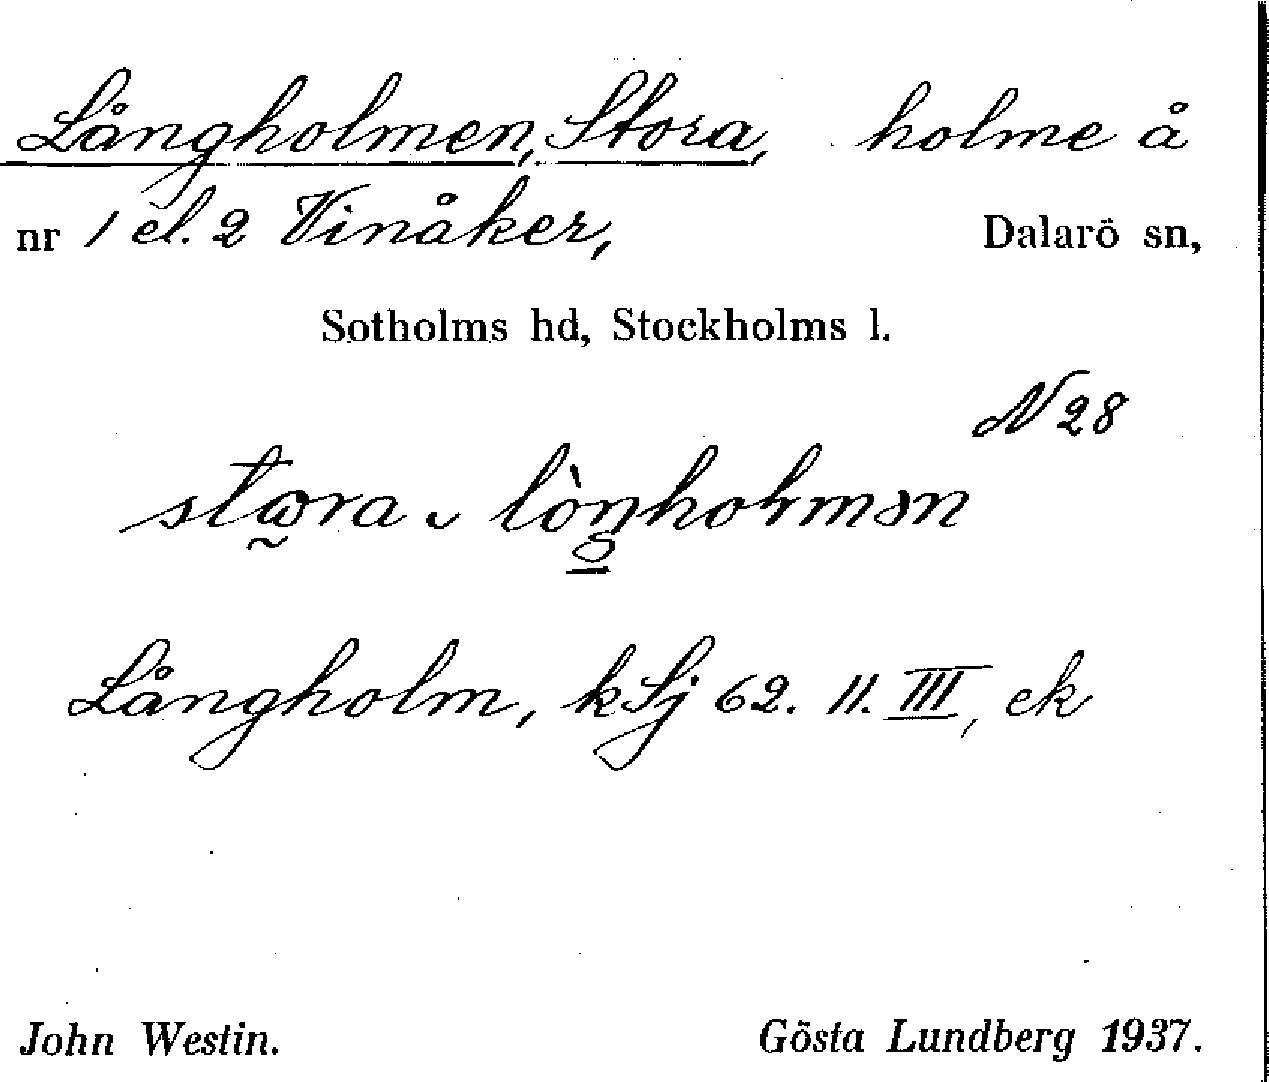 Långholmen, Stora, holme å
nr 1 el. 2 Vinåker, Dalarö sn,
Sotholms hd, Stockholms l.
N 28
Långholm, k Sj 62. 11. III, ek
John Westin. Gösta Lundberg 1937.